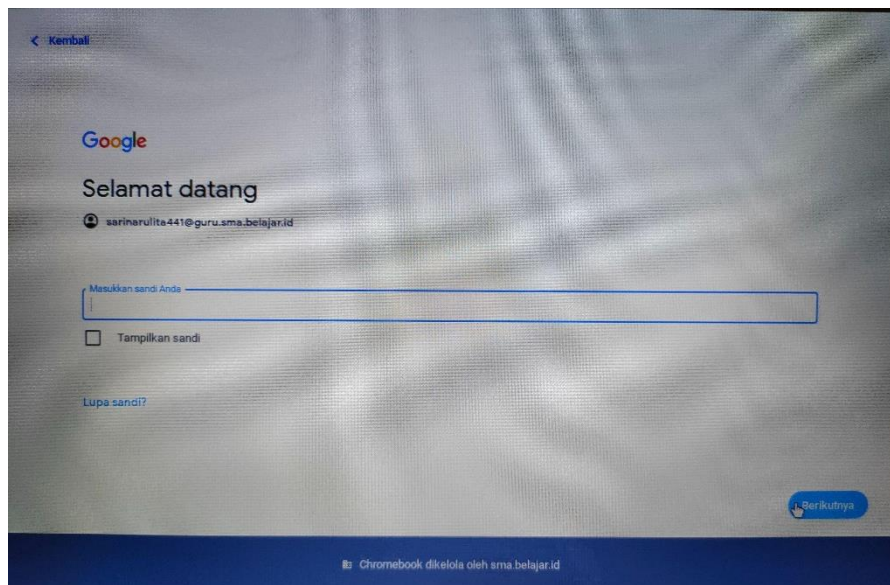 Kembali
Google
Selamat datang
sarinarulita441@guru.sma.belajar.id
Masukkan sandi Anda
Tampilkan sandi
Lupa sandi?
Berikutnya
Chromebook dikelola oleh sma.belajar.id